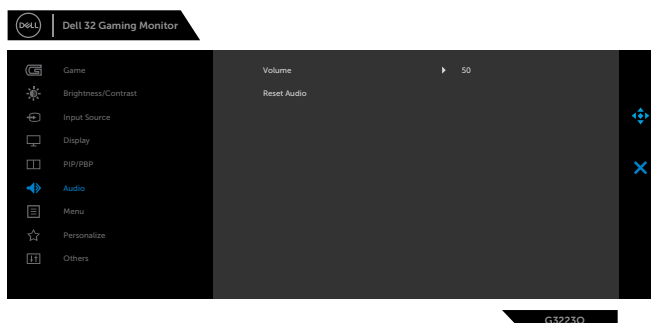 DELL
Dell 32 Gaming Monitor
Game
Volume 50
Brightness/Contrast
Reset Audio
Input Source
Display
PIP/PBP
Audio
Menu
Personalize
Others
G3223Q